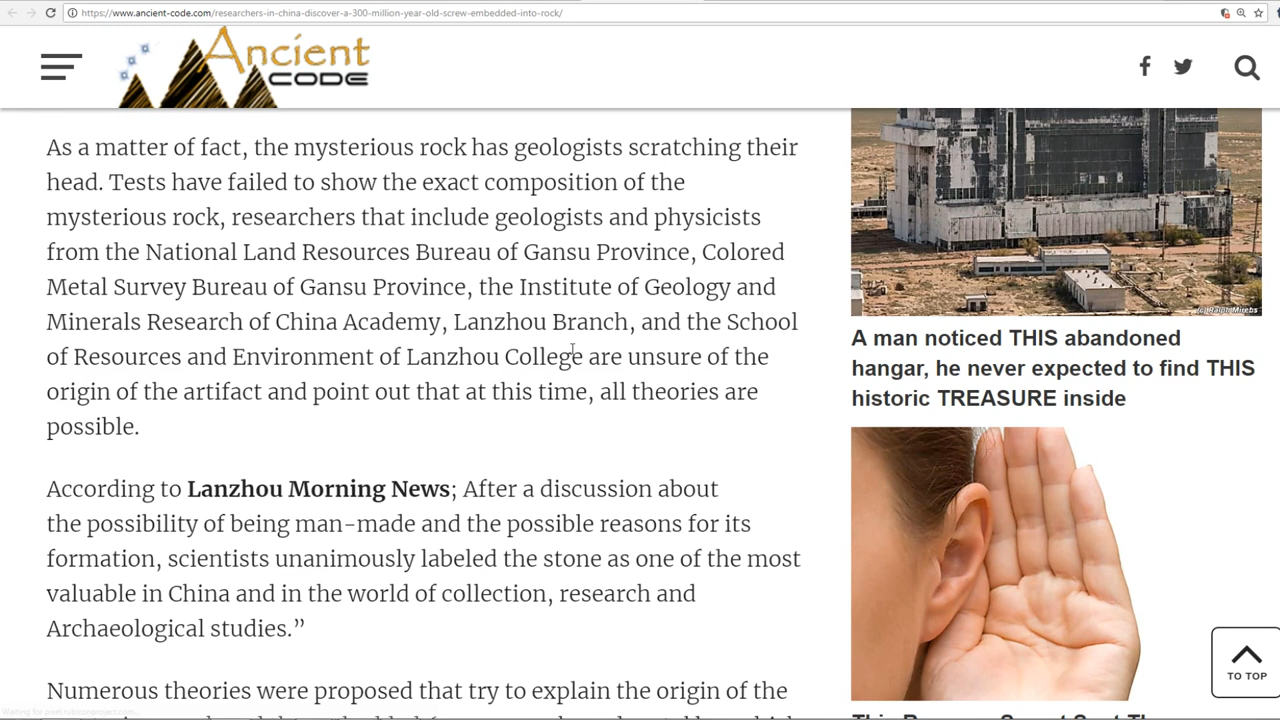 https://www.ancient-code.com/researchers-in-china-discover-a-300-million-year-old-screw-embedded-into-rock/
Ancient
CODE
As a matter of fact, the mysterious rock has geologists scratching their
head. Tests have failed to show the exact composition of the
mysterious rock, researchers that include geologists and physicists
from the National Land Resources Bureau of Gansu Province, Colored
Metal Survey Bureau of Gansu Province, the Institute of Geology and
Minerals Research of China Academy, Lanzhou Branch, and the School
of Resources and Environment of Lanzhou College are unsure of the
origin of the artifact and point out that at this time, all theories are
possible.
According to Lanzhou Morning News; After a discussion about
the possibility of being man-made and the possible reasons for its
formation, scientists unanimously labeled the stone as one of the most
valuable in China and in the world of collection, research and
Archaeological studies.”
Numerous theories were proposed that try to explain the origin of the
(c) Ralph Mirebs
A man noticed THIS abandoned
hangar, he never expected to find THIS
historic TREASURE inside
TO TOP
Waiting for pixel.rubiconproject.com...